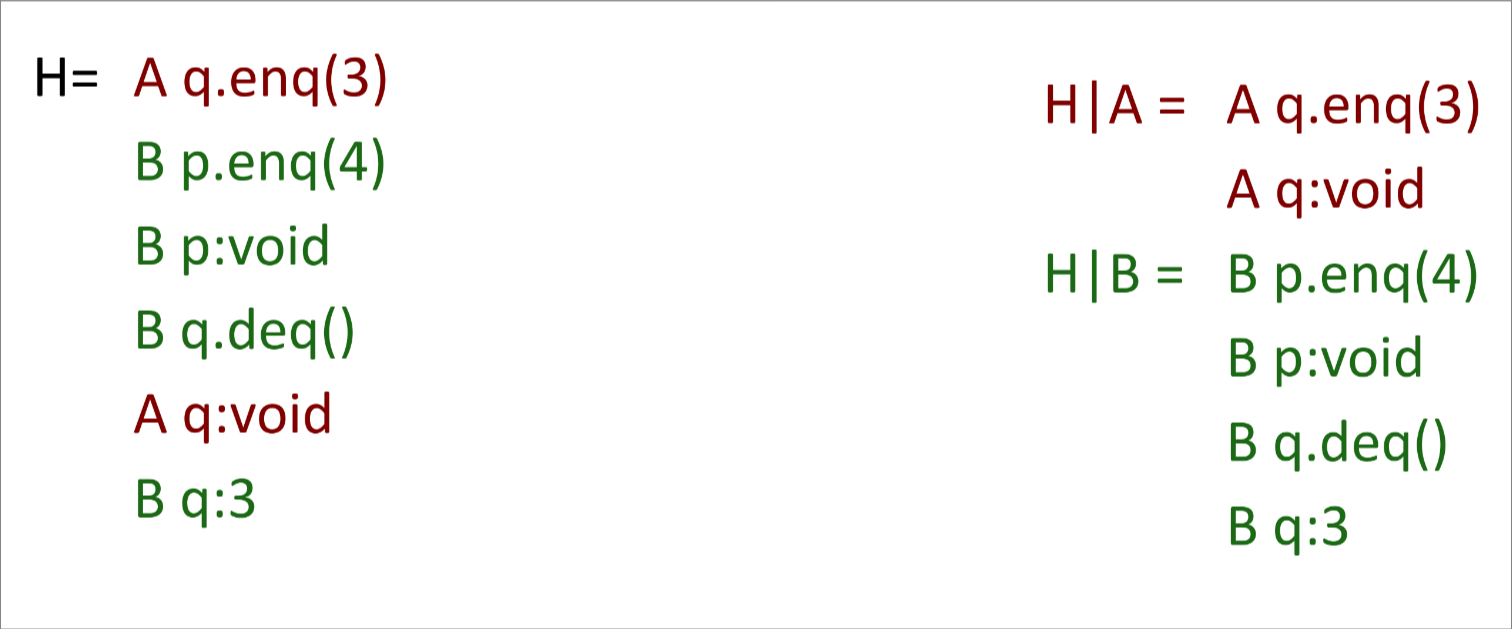 H= A q.enq(3)
B p.enq(4)
B p:void
B q.deq()
A q:void
B q:3
H|A = A q.enq(3)
A q:void
H|B = B p.enq(4)
B p:void
B q.deq()
B q:3